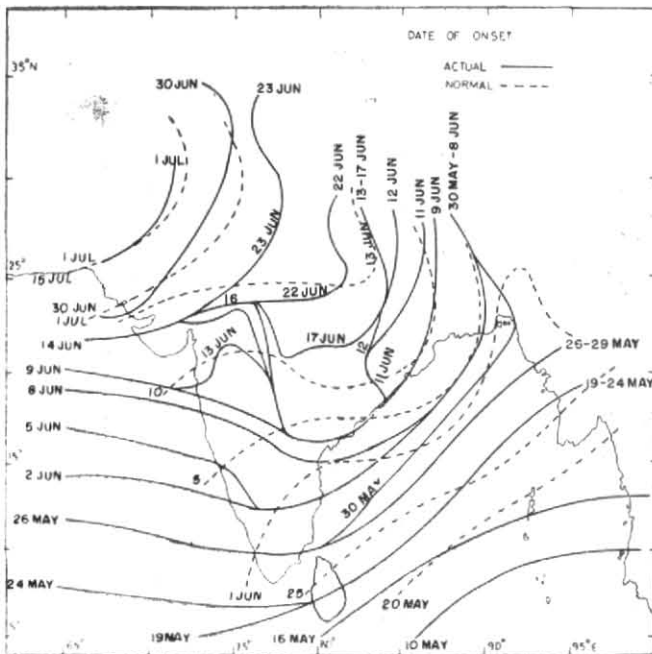 DATE OF ONSET
ACTUAL
NORMAL
35°N
30 JUN
23 JUN
1 JUL
22 JUN
13-17 JUN
12 JUN
11 JUN
9 JUN
30 MAY-8 JUN
13 JUN
23 JUN
1 JUL
25°
15 JUL
30 JUN
1 JUL
16
22 JUN
14 JUN
13 JUN
17 JUN
12
11 JUN
26-29 MAY
9 JUN
8 JUN
10
19-24 MAY
5 JUN
5
2 JUN
30 MAY
26 MAY
24 MAY
1 JUN
25
20 MAY
19 MAY
16 MAY
10 MAY
65°
75
90°
95°E